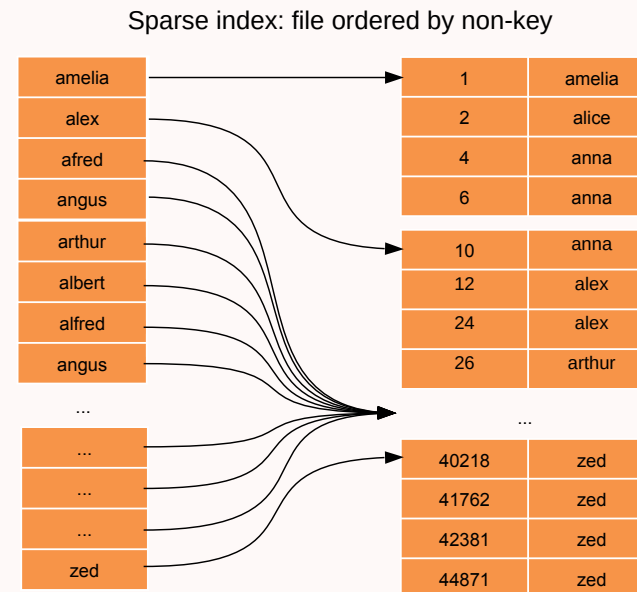 Sparse index: file ordered by non-key
amelia
alex
afred
angus
arthur
albert
alfred
angus
...
...
...
...
zed
1 amelia
2 alice
4 anna
6 anna
10 anna
12 alex
24 alex
26 arthur
...
40218 zed
41762 zed
42381 zed
44871 zed